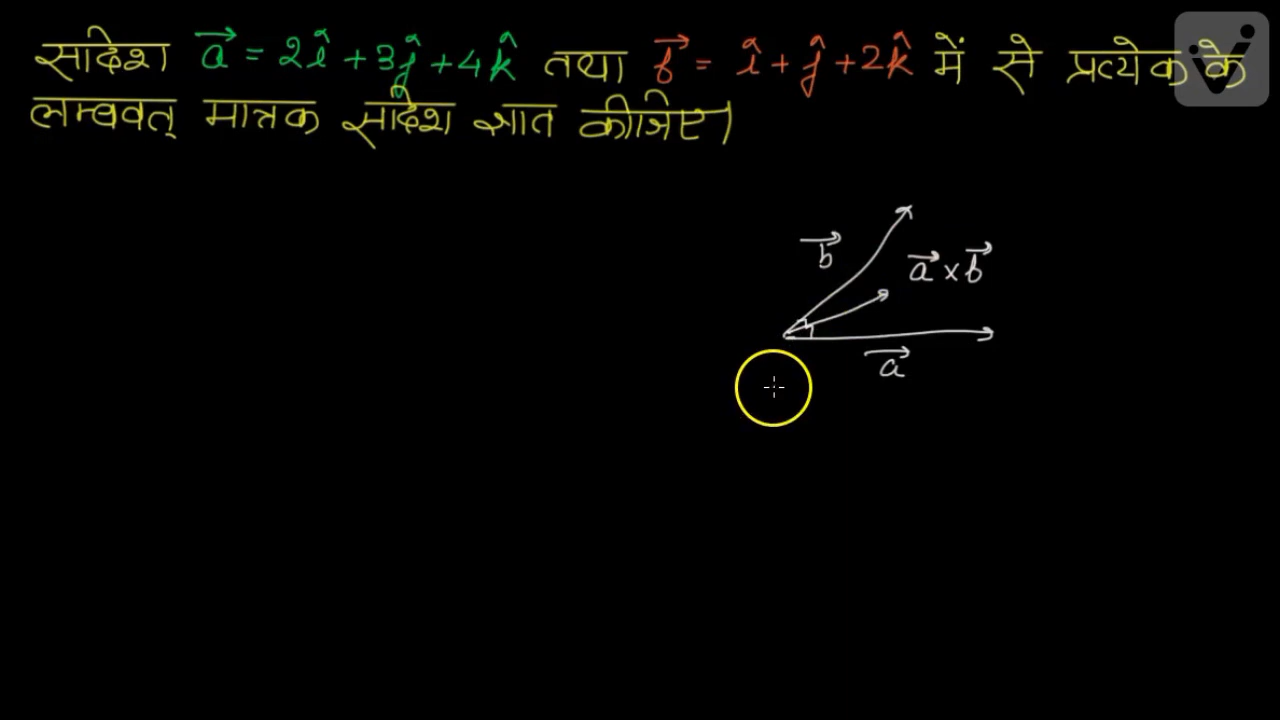 सदिश a⃗ = 2î + 3ĵ + 4k̂ तथा b⃗ = î + ĵ + 2k̂ में से प्रत्येक के
लम्बवत् मात्रक सदिश ज्ञात कीजिए।
b⃗
a⃗ × b⃗
a⃗